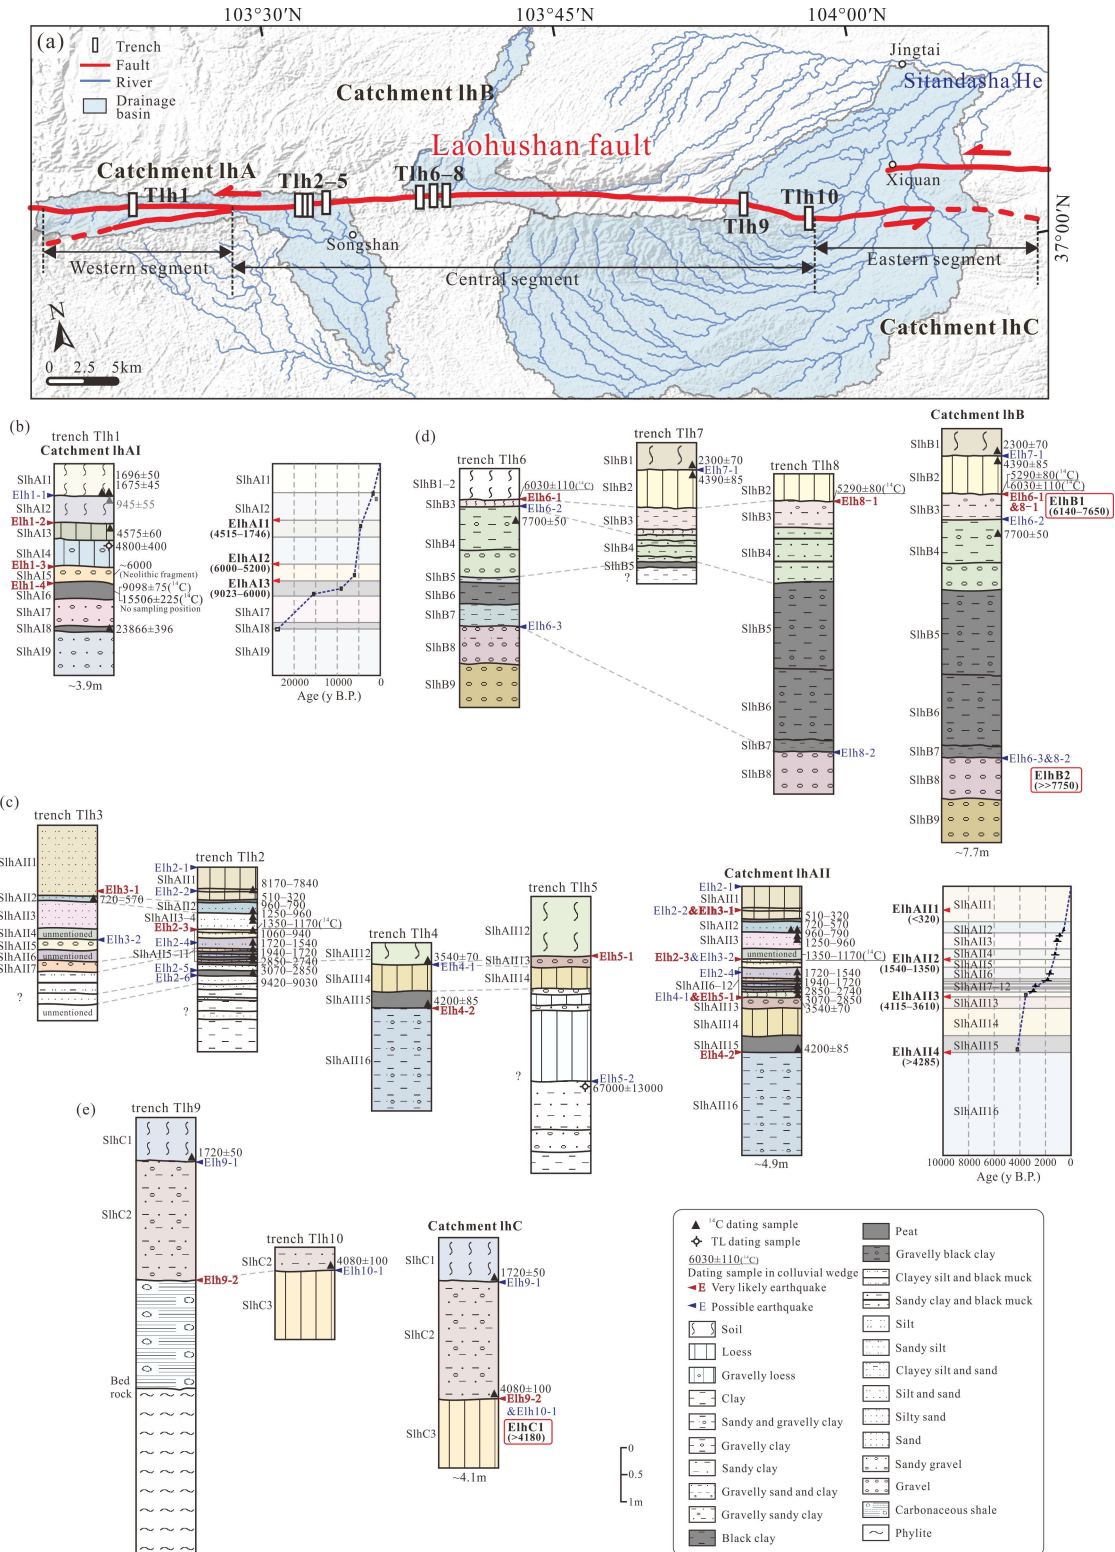 103°30′N
103°45′N
104°00′N
(a)
Trench
Fault
River
Drainage
basin
Jingtai
Sitandasha He
Catchment lhB
Laohushan fault
Catchment lhA
Tlh1
Tlh2–5
Tlh6–8
Xiquan
Tlh10
Tlh9
37°00′N
Songshan
Western segment
Central segment
Eastern segment
Catchment lhC
N
0 2.5 5km
(b)
trench Tlh1
Catchment lhAI
SlhAI1
1696±50
1675±45
Elh1-1
945±55
SlhAI2
Elh1-2
SlhAI3
4575±60
SlhAI4
4800±400
Elh1-3
~6000
(Neolithic fragment)
SlhAI5
Elh1-4
9098±75(¹⁴C)
SlhAI6
15506±225(¹⁴C)
No sampling position
SlhAI7
SlhAI8
23866±396
SlhAI9
~3.9m
SlhAI1
SlhAI2
ElhAI1
(4515–1746)
SlhAI3
SlhAI4
ElhAI2
(6000–5200)
SlhAI5
ElhAI3
(9023–6000)
SlhAI6
SlhAI7
SlhAI8
SlhAI9
20000 10000 0
Age (y B.P.)
(d)
trench Tlh6
SlhB1–2
6030±110(¹⁴C)
SlhB3
Elh6-1
Elh6-2
7700±50
SlhB4
SlhB5
SlhB6
SlhB7
Elh6-3
SlhB8
SlhB9
trench Tlh7
SlhB1
2300±70
Elh7-1
4390±85
SlhB2
SlhB3
SlhB4
SlhB5
?
trench Tlh8
SlhB2
5290±80(¹⁴C)
Elh8-1
SlhB3
SlhB4
SlhB5
SlhB6
SlhB7
Elh8-2
SlhB8
Catchment lhB
SlhB1
2300±70
Elh7-1
4390±85
SlhB2
5290±80(¹⁴C)
6030±110(¹⁴C)
Elh6-1
&8-1
ElhB1
(6140–7650)
SlhB3
Elh6-2
7700±50
SlhB4
SlhB5
SlhB6
SlhB7
Elh6-3&8-2
SlhB8
ElhB2
(>>7750)
SlhB9
~7.7m
(c)
trench Tlh3
SlhAII1
Elh3-1
SlhAII2
720–570
SlhAII3
SlhAII4
unmentioned
Elh3-2
SlhAII5
SlhAII6
unmentioned
SlhAII7
?
unmentioned
trench Tlh2
Elh2-1
SlhAII1
8170–7840
Elh2-2
510–320
SlhAII2
960–790
SlhAII3–4
1250–960
Elh2-3
1350–1170(¹⁴C)
1060–940
Elh2-4
1720–1540
SlhAII5–11
1940–1720
2850–2740
Elh2-5
3070–2850
Elh2-6
9420–9030
?
trench Tlh4
SlhAII12
3540±70
Elh4-1
SlhAII14
SlhAII15
4200±85
Elh4-2
SlhAII16
trench Tlh5
SlhAII12
Elh5-1
SlhAII13
SlhAII14
?
Elh5-2
67000±13000
Catchment lhAII
Elh2-1
SlhAII1
Elh2-2&Elh3-1
510–320
SlhAII2
720–570
960–790
SlhAII3
1250–960
unmentioned
1350–1170(¹⁴C)
Elh2-3&Elh3-2
Elh2-4
1720–1540
SlhAII6–12
1940–1720
2850–2740
Elh4-1&Elh5-1
3070–2850
SlhAII13
3540±70
SlhAII14
SlhAII15
4200±85
Elh4-2
SlhAII16
~4.9m
SlhAII1
ElhAII1
(<320)
SlhAII2
SlhAII3
SlhAII4
ElhAII2
(1540–1350)
SlhAII5
SlhAII6
SlhAII7–12
ElhAII3
(4115–3610)
SlhAII13
SlhAII14
SlhAII15
ElhAII4
(>4285)
SlhAII16
10000 8000 6000 4000 2000 0
Age (y B.P.)
(e)
trench Tlh9
SlhC1
1720±50
Elh9-1
SlhC2
Elh9-2
Bed
rock
trench Tlh10
SlhC2
4080±100
Elh10-1
SlhC3
Catchment lhC
SlhC1
1720±50
Elh9-1
SlhC2
4080±100
Elh9-2
&Elh10-1
SlhC3
ElhC1
(>4180)
~4.1m
0
0.5
1m
¹⁴C dating sample
TL dating sample
6030±110(¹⁴C)
Dating sample in colluvial wedge
E Very likely earthquake
E Possible earthquake
Soil
Loess
Gravelly loess
Clay
Sandy and gravelly clay
Gravelly clay
Sandy clay
Gravelly sand and clay
Gravelly sandy clay
Black clay
Peat
Gravelly black clay
Clayey silt and black muck
Sandy clay and black muck
Silt
Sandy silt
Clayey silt and sand
Silt and sand
Silty sand
Sand
Sandy gravel
Gravel
Carbonaceous shale
Phylite